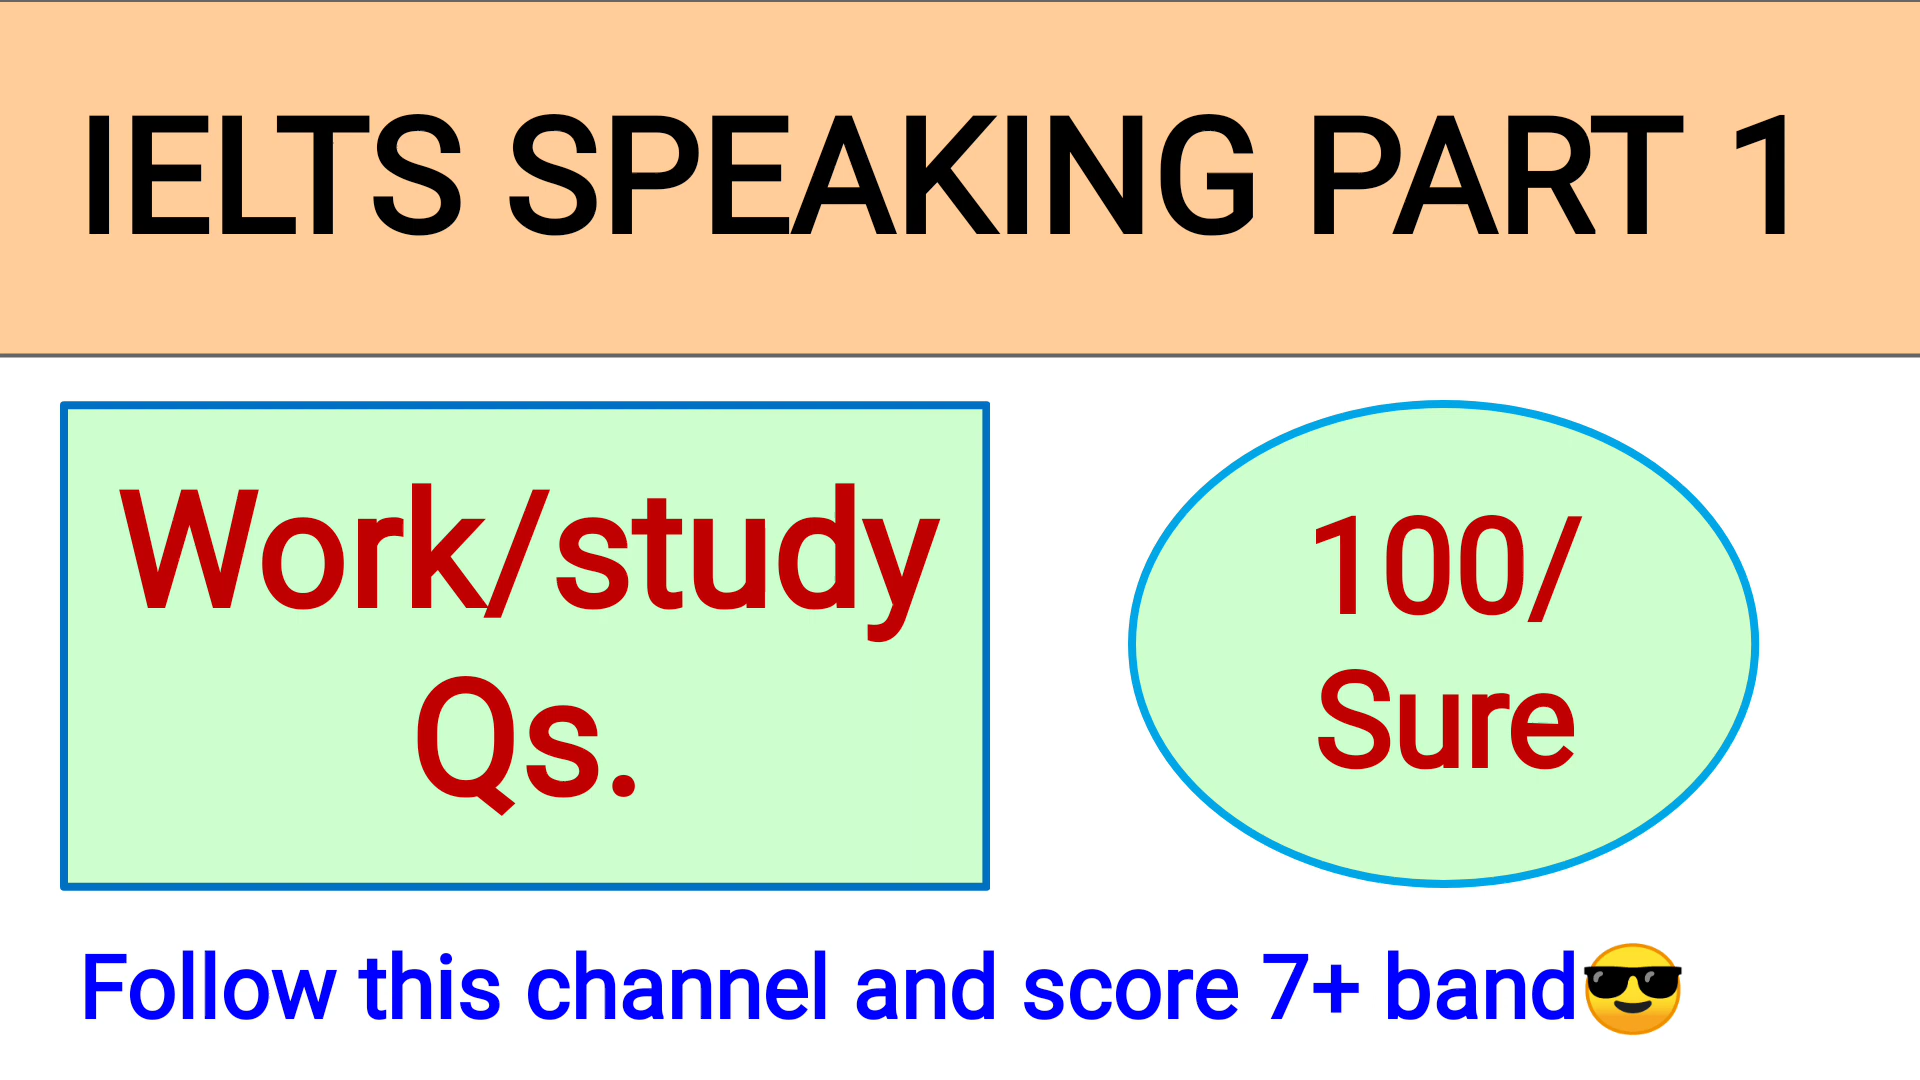 IELTS SPEAKING PART 1
Work/study
Qs.
100/
Sure
Follow this channel and score 7+ band😎